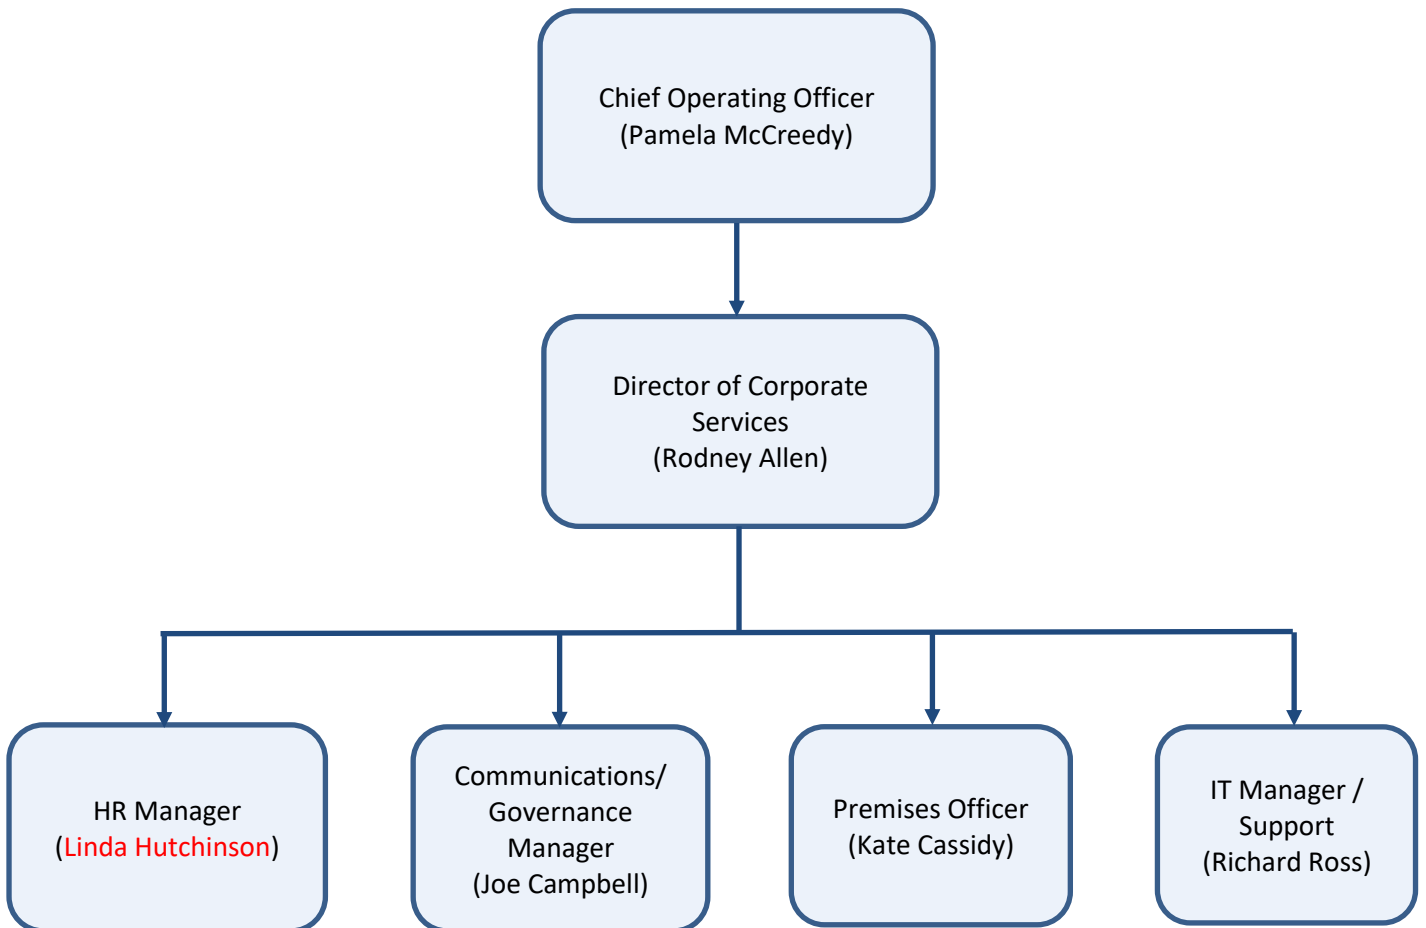 Chief Operating Officer
(Pamela McCreedy)
Director of Corporate
Services
(Rodney Allen)
HR Manager
(Linda Hutchinson)
Communications/
Governance
Manager
(Joe Campbell)
Premises Officer
(Kate Cassidy)
IT Manager /
Support
(Richard Ross)